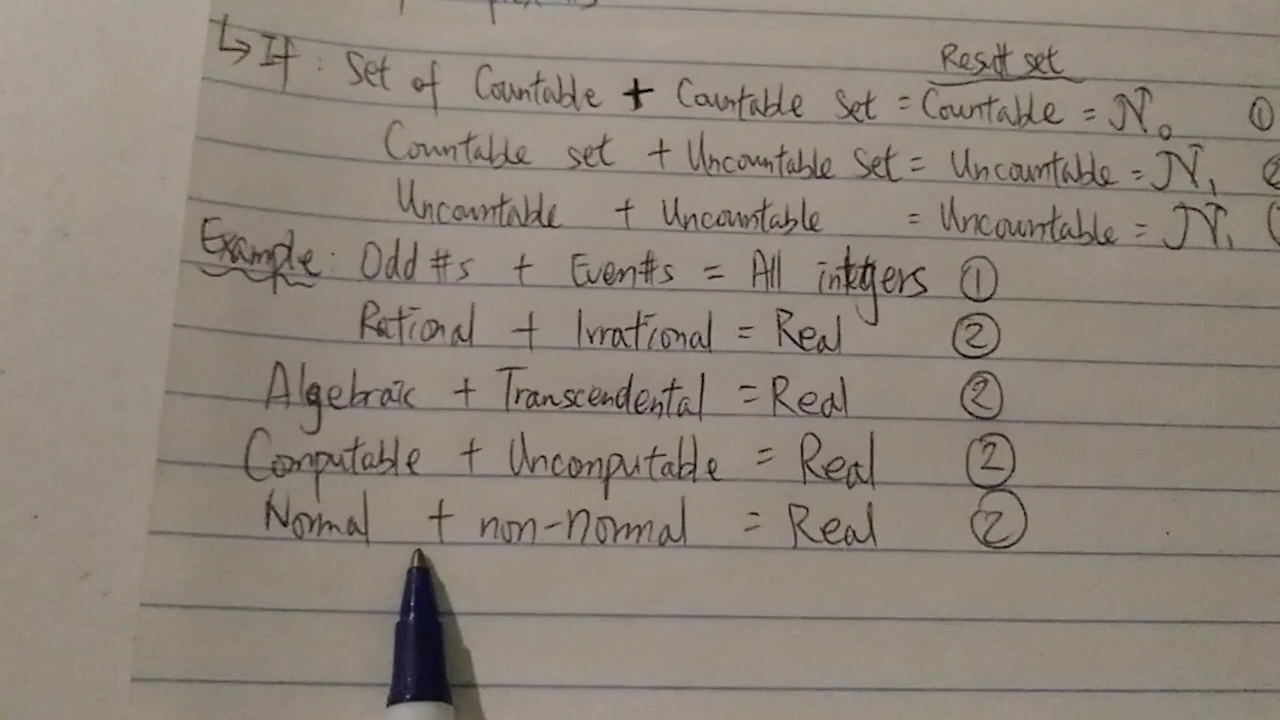 Result set
↳ If : Set of Countable + Countable set = Countable = ℵ₀ ①
Countable set + Uncountable set = Uncountable = ℵ₁
Uncountable + Uncountable = Uncountable = ℵ₁
Example: Odd #s + Even #s = All integers ①
Rational + Irrational = Real ②
Algebraic + Transcendental = Real ②
Computable + Uncomputable = Real ②
Normal + non-normal = Real ②